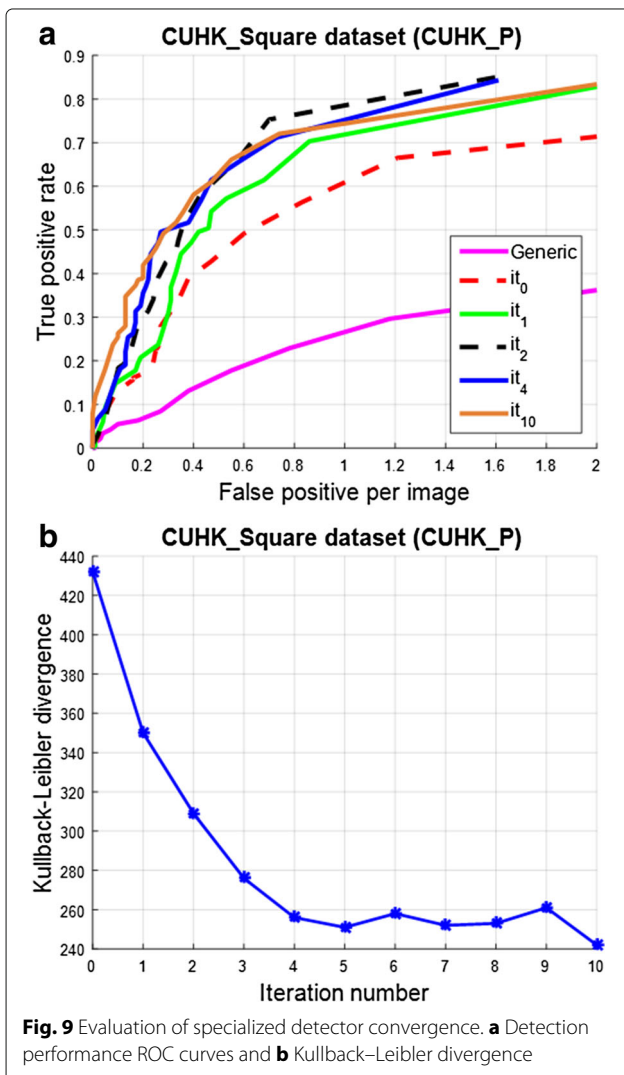 a
CUHK_Square dataset (CUHK_P)
0.9
0.8
0.7
0.6
0.5
0.4
0.3
0.2
0.1
0
True positive rate
Generic
it0
it1
it2
it4
it10
0 0.2 0.4 0.6 0.8 1 1.2 1.4 1.6 1.8 2
False positive per image
b
CUHK_Square dataset (CUHK_P)
440
420
400
380
360
340
320
300
280
260
240
Kullback-Leibler divergence
0 1 2 3 4 5 6 7 8 9 10
Iteration number
Fig. 9 Evaluation of specialized detector convergence. a Detection
performance ROC curves and b Kullback–Leibler divergence